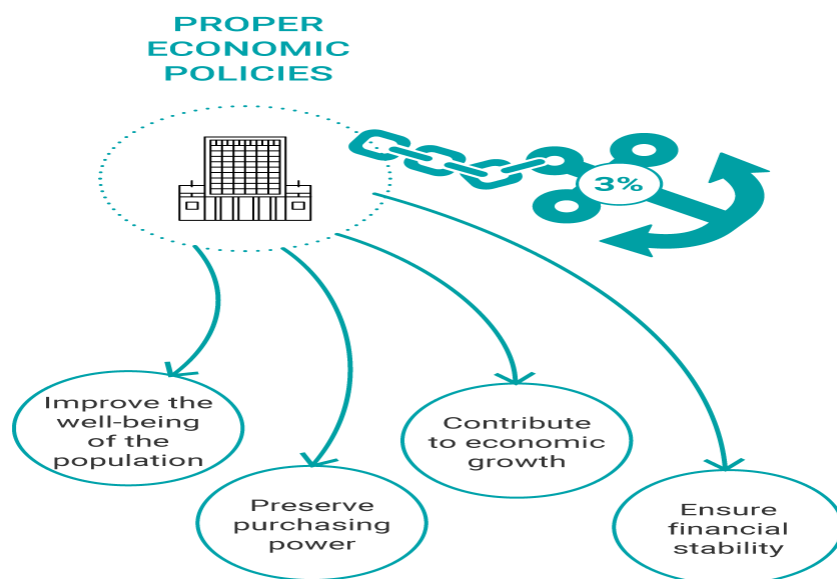 PROPER
ECONOMIC
POLICIES
3%
Improve the
well-being
of the
population
Preserve
purchasing
power
Contribute
to economic
growth
Ensure
financial
stability